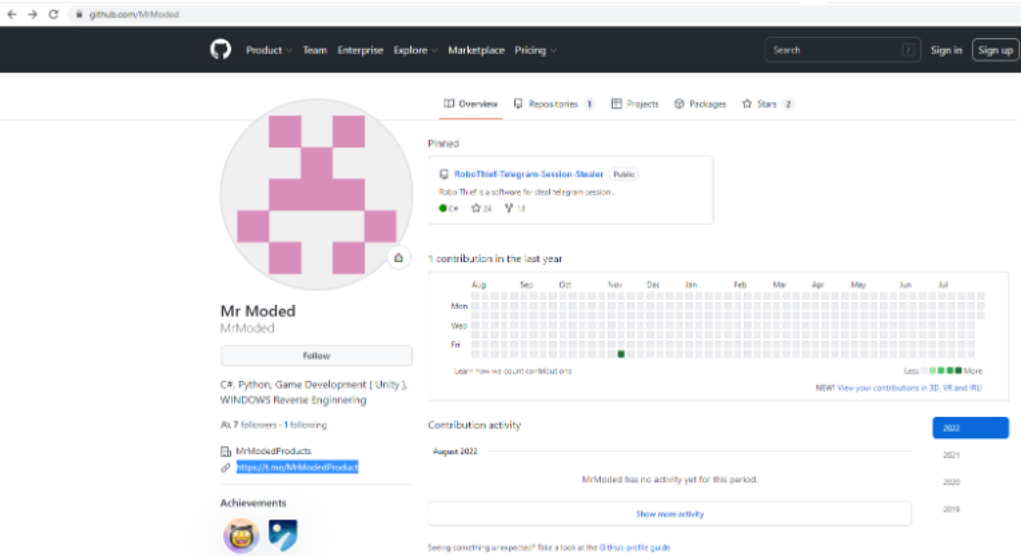 github.com/MrModed
Product Team Enterprise Explore Marketplace Pricing Search / Sign in Sign up
Overview Repositories 1 Projects Packages Stars 2
Pinned
RoboThief-Telegram-Session-Stealer Public
Robo Thief is a software for steal telegram session .
C# 24 13
1 contribution in the last year
Aug Sep Oct Nov Dec Jan Feb Mar Apr May Jun Jul
Mon
Wed
Fri
Learn how we count contributions Less More
NEW! View your contributions in 3D, VR and IRL!
Mr Moded
MrModed
Follow
C#, Python, Game Development ( Unity ),
WINDOWS Reverse Enginnering
7 followers · 1 following
MrModedProducts
https://t.me/MrModedProduct
Achievements
Contribution activity
2022
2021
2020
2019
August 2022
MrModed has no activity yet for this period.
Show more activity
Seeing something unexpected? Take a look at the GitHub profile guide.